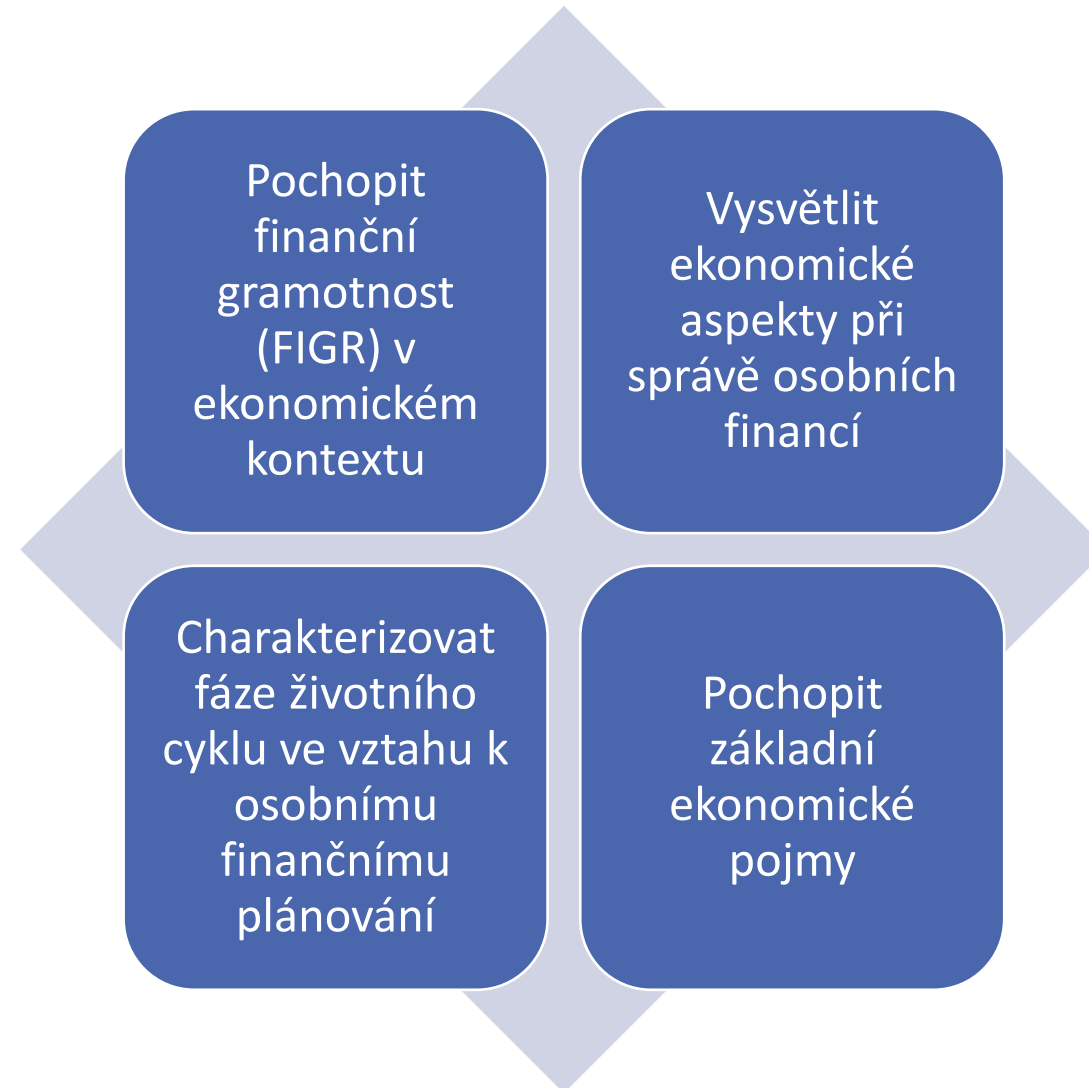 Pochopit
finanční
gramotnost
(FIGR) v
ekonomickém
kontextu
Vysvětlit
ekonomické
aspekty při
správě osobních
financí
Charakterizovat
fáze životního
cyklu ve vztahu k
osobnímu
finančnímu
plánování
Pochopit
základní
ekonomické
pojmy